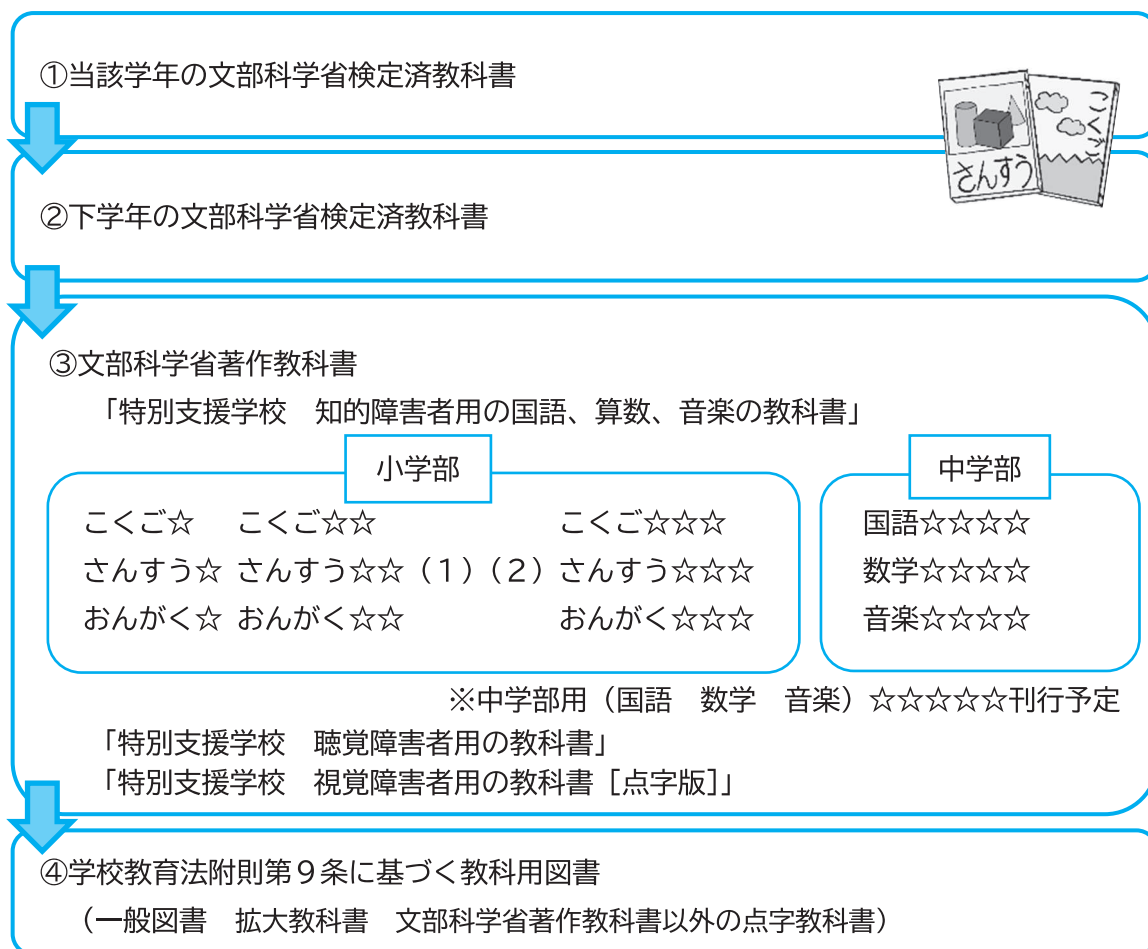 ①当該学年の文部科学省検定済教科書
さんすう
こくご
②下学年の文部科学省検定済教科書
③文部科学省著作教科書
「特別支援学校　知的障害者用の国語、算数、音楽の教科書」
小学部
こくご☆　こくご☆☆　こくご☆☆☆
さんすう☆　さんすう☆☆（１）（２）さんすう☆☆☆
おんがく☆　おんがく☆☆　おんがく☆☆☆
中学部
国語☆☆☆☆
数学☆☆☆☆
音楽☆☆☆☆
※中学部用（国語　数学　音楽）☆☆☆☆☆刊行予定
「特別支援学校　聴覚障害者用の教科書」
「特別支援学校　視覚障害者用の教科書［点字版］」
④学校教育法附則第９条に基づく教科用図書
（一般図書　拡大教科書　文部科学省著作教科書以外の点字教科書）